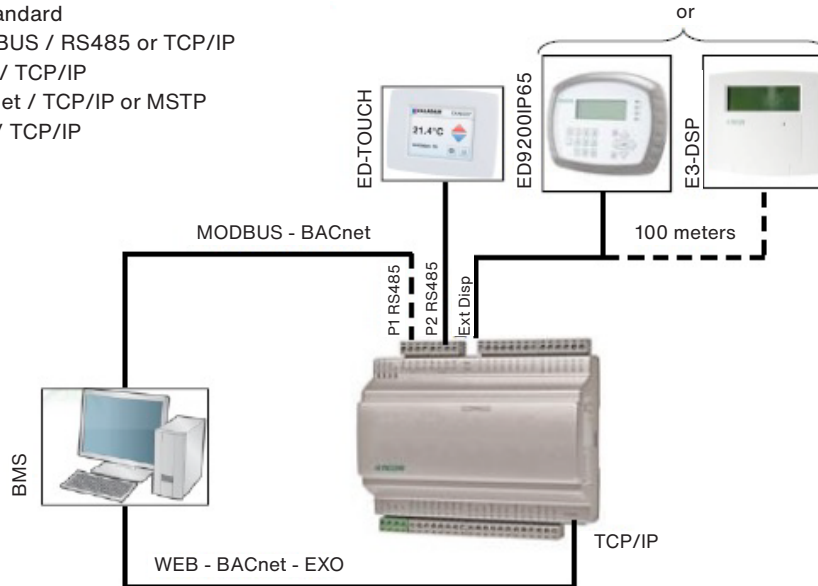 andard
BUS / RS485 or TCP/IP
/ TCP/IP
et / TCP/IP or MSTP
/ TCP/IP
or
ED-TOUCH
21.4°C
ED9200IP65
E3-DSP
MODBUS - BACnet
100 meters
P1 RS485
P2 RS485
Ext Disp
BMS
TCP/IP
WEB - BACnet - EXO